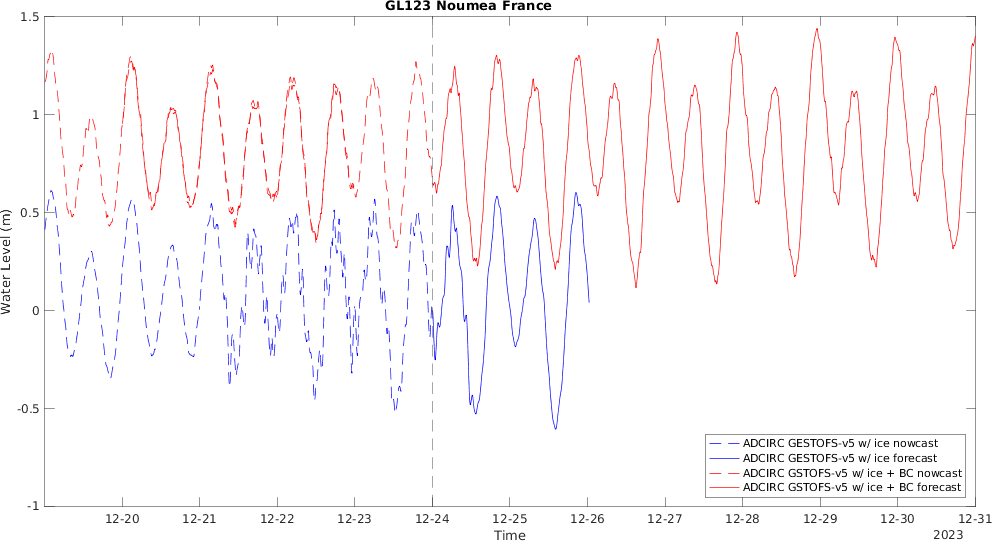 GL123 Noumea France
1.5
1
0.5
0
-0.5
-1
Water Level (m)
12-20 12-21 12-22 12-23 12-24 12-25 12-26 12-27 12-28 12-29 12-30 12-31
Time
2023
ADCIRC GESTOFS-v5 w/ ice nowcast
ADCIRC GESTOFS-v5 w/ ice forecast
ADCIRC GSTOFS-v5 w/ ice + BC nowcast
ADCIRC GSTOFS-v5 w/ ice + BC forecast